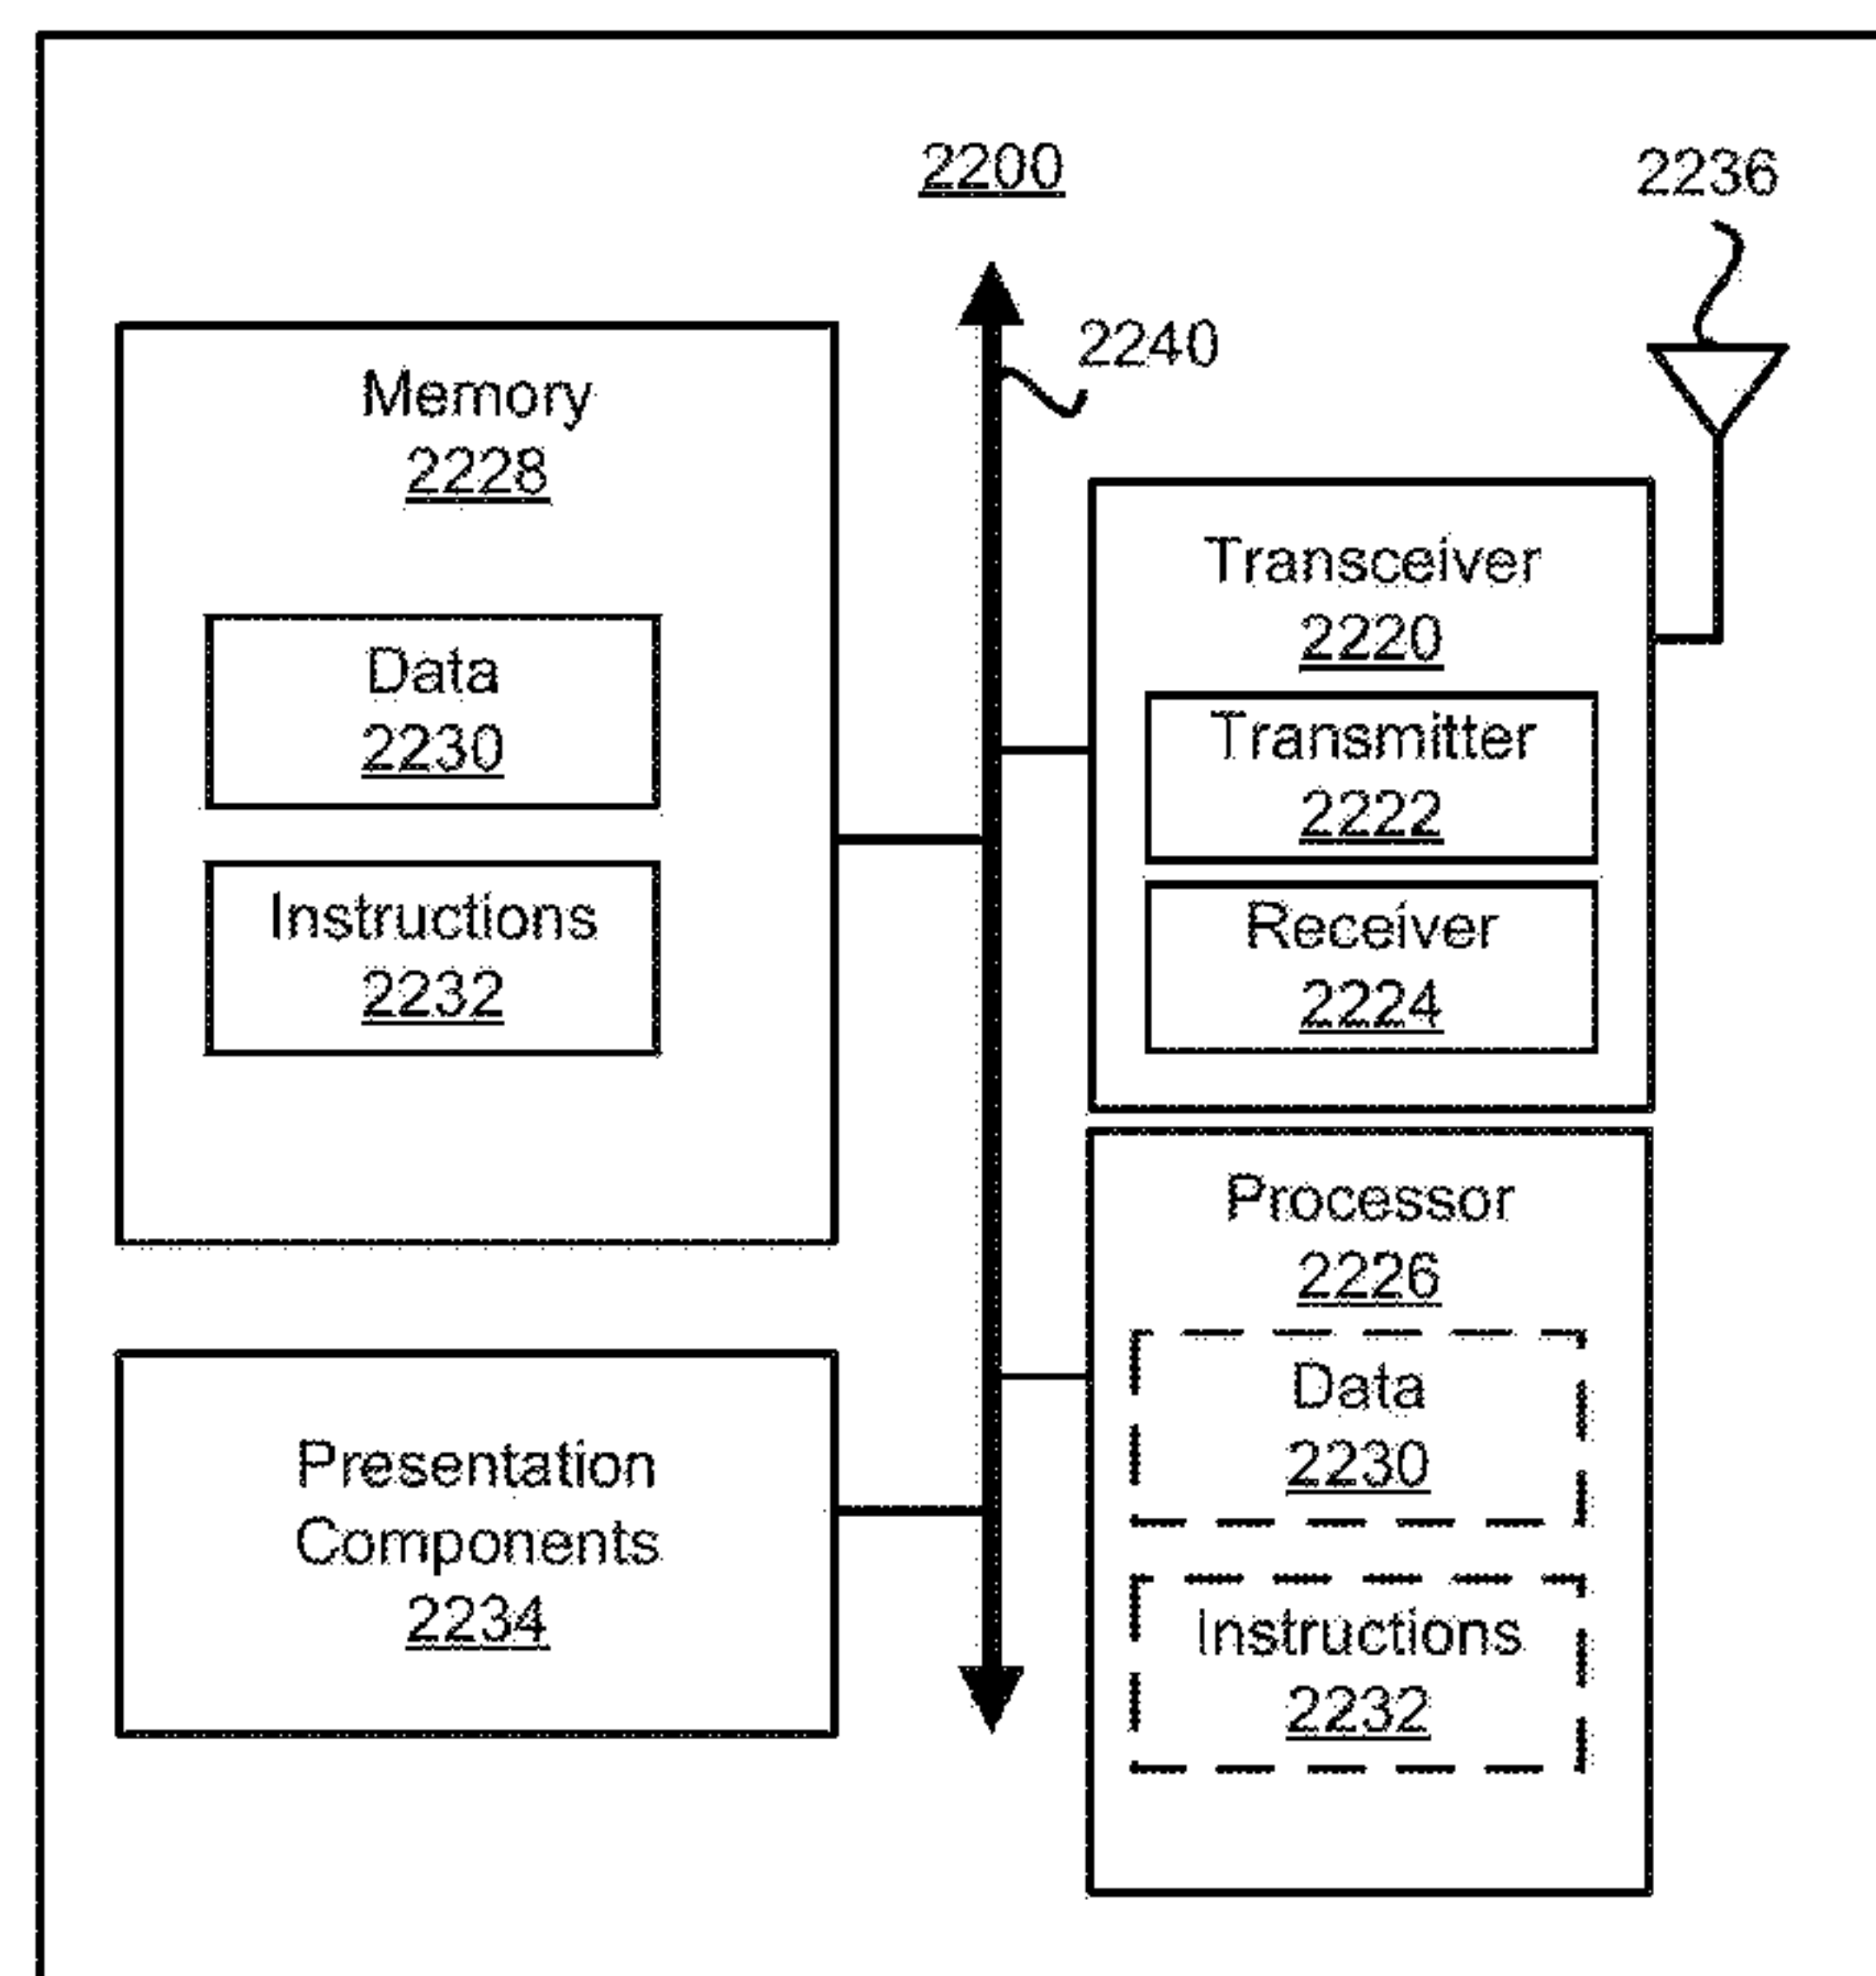 2200
2236
2240
Memory
2228
Data
2230
Instructions
2232
Transceiver
2220
Transmitter
2222
Receiver
2224
Presentation
Components
2234
Processor
2226
Data
2230
Instructions
2232